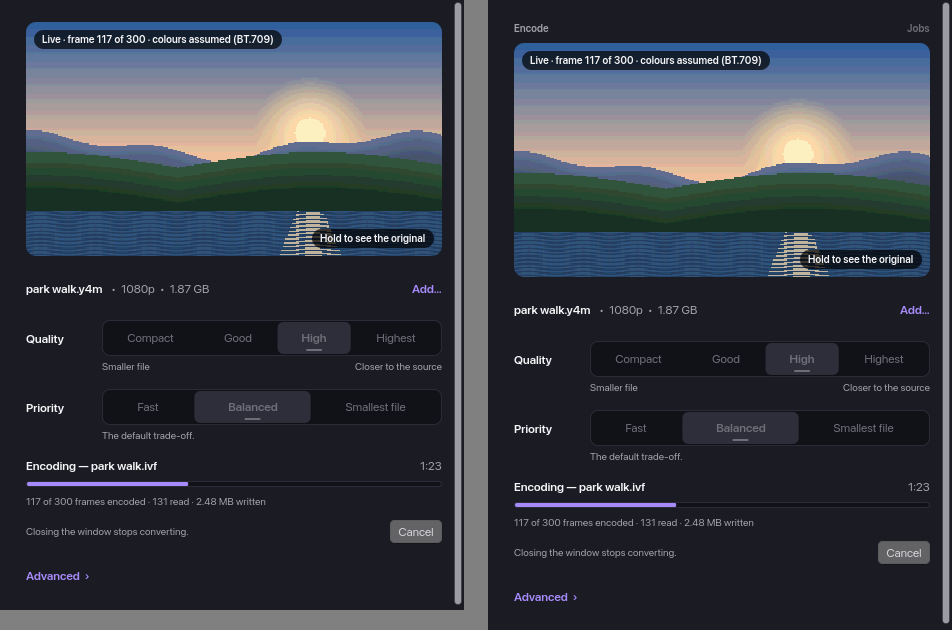 Live · frame 117 of 300 · colours assumed (BT.709)
Hold to see the original
park walk.y4m • 1080p • 1.87 GB Add...
Quality Compact Good High Highest
Smaller file Closer to the source
Priority Fast Balanced Smallest file
The default trade-off.
Encoding — park walk.ivf 1:23
117 of 300 frames encoded · 131 read · 2.48 MB written
Closing the window stops converting. Cancel
Advanced ›
Encode Jobs
Live · frame 117 of 300 · colours assumed (BT.709)
Hold to see the original
park walk.y4m • 1080p • 1.87 GB Add...
Quality Compact Good High Highest
Smaller file Closer to the source
Priority Fast Balanced Smallest file
The default trade-off.
Encoding — park walk.ivf 1:23
117 of 300 frames encoded · 131 read · 2.48 MB written
Closing the window stops converting. Cancel
Advanced ›